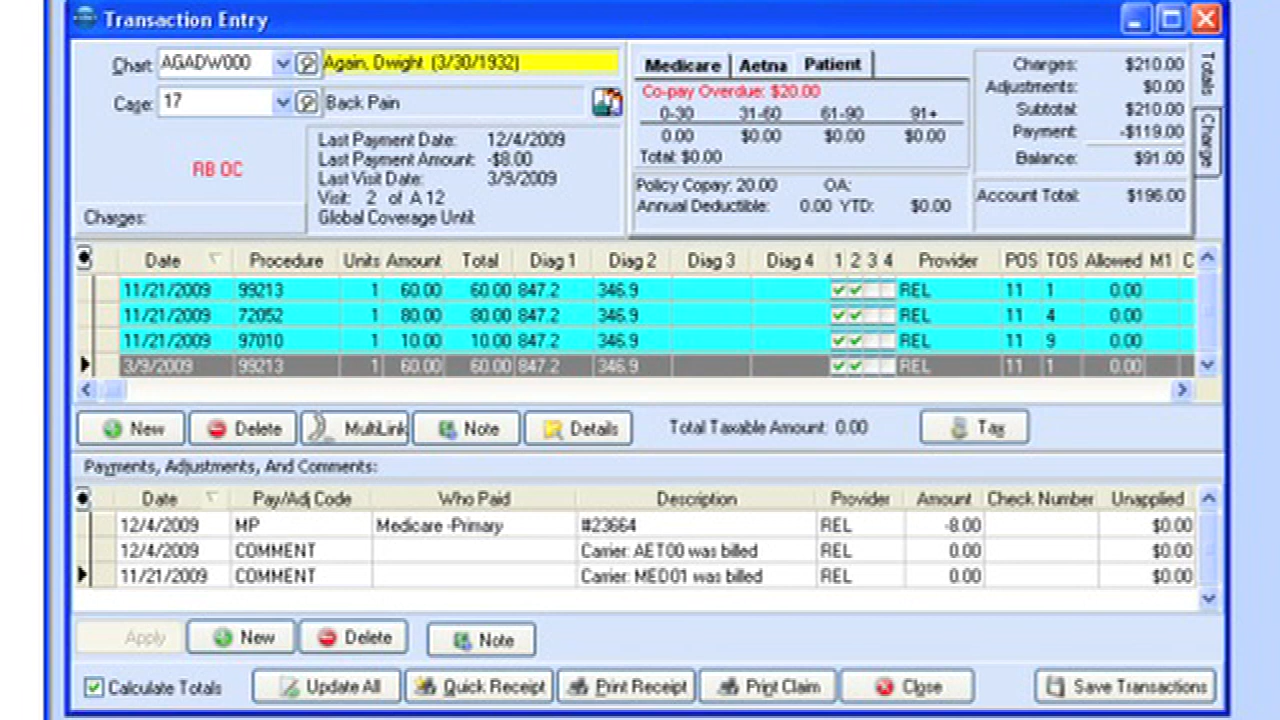 Transaction Entry
Chart: AGADW000 Again, Dwight (3/30/1932)
Case: 17 Back Pain
RB OC
Charges:
Last Payment Date: 12/4/2009
Last Payment Amount: -$8.00
Last Visit Date: 3/9/2009
Visit: 2 of A 12
Global Coverage Until:
Medicare Aetna Patient
Co-pay Overdue: $20.00
0-30 31-60 61-90 91+
0.00 $0.00 $0.00 $0.00
Total: $0.00
Policy Copay: 20.00 OA:
Annual Deductible: 0.00 YTD: $0.00
Charges: $210.00
Adjustments: $0.00
Subtotal: $210.00
Payment: -$119.00
Balance: $91.00
Account Total: $196.00
Totals
Charge
Date Procedure Units Amount Total Diag 1 Diag 2 Diag 3 Diag 4 1 2 3 4 Provider POS TOS Allowed M1 C
11/21/2009 99213 1 60.00 60.00 847.2 346.9 REL 11 1 0.00
11/21/2009 72052 1 80.00 80.00 847.2 346.9 REL 11 4 0.00
11/21/2009 97010 1 10.00 10.00 847.2 346.9 REL 11 9 0.00
3/9/2009 99213 1 60.00 60.00 847.2 346.9 REL 11 1 0.00
New Delete MultiLink Note Details Total Taxable Amount: 0.00 Tax
Payments, Adjustments, And Comments:
Date Pay/Adj Code Who Paid Description Provider Amount Check Number Unapplied
12/4/2009 MP Medicare -Primary #23664 REL -8.00 $0.00
12/4/2009 COMMENT Carrier: AET00 was billed REL 0.00 $0.00
11/21/2009 COMMENT Carrier: MED01 was billed REL 0.00 $0.00
Apply New Delete Note
Calculate Totals Update All Quick Receipt Print Receipt Print Claim Close Save Transactions